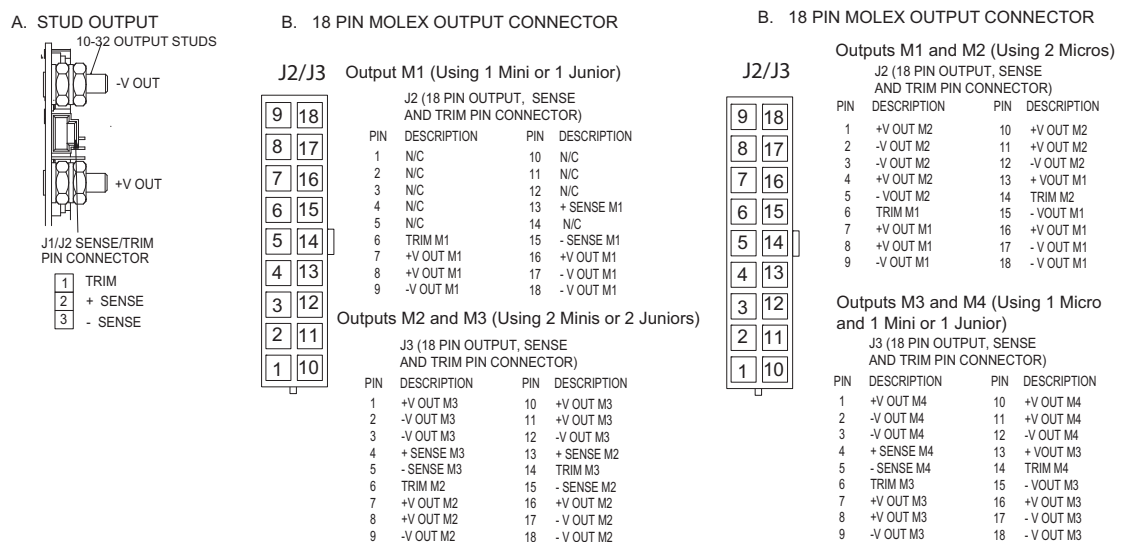 A. STUD OUTPUT
10-32 OUTPUT STUDS
-V OUT
+V OUT
J1/J2 SENSE/TRIM
PIN CONNECTOR
1 TRIM
2 + SENSE
3 - SENSE
B. 18 PIN MOLEX OUTPUT CONNECTOR
J2/J3
9 18
8 17
7 16
6 15
5 14
4 13
3 12
2 11
1 10
Output M1 (Using 1 Mini or 1 Junior)
J2 (18 PIN OUTPUT, SENSE
AND TRIM PIN CONNECTOR)
PIN DESCRIPTION PIN DESCRIPTION
1 N/C 10 N/C
2 N/C 11 N/C
3 N/C 12 N/C
4 N/C 13 + SENSE M1
5 N/C 14 N/C
6 TRIM M1 15 - SENSE M1
7 +V OUT M1 16 +V OUT M1
8 +V OUT M1 17 - V OUT M1
9 -V OUT M1 18 - V OUT M1
Outputs M2 and M3 (Using 2 Minis or 2 Juniors)
J3 (18 PIN OUTPUT, SENSE
AND TRIM PIN CONNECTOR)
PIN DESCRIPTION PIN DESCRIPTION
1 +V OUT M3 10 +V OUT M3
2 -V OUT M3 11 +V OUT M3
3 -V OUT M3 12 -V OUT M3
4 + SENSE M3 13 + SENSE M2
5 - SENSE M3 14 TRIM M3
6 TRIM M2 15 - SENSE M2
7 +V OUT M2 16 +V OUT M2
8 +V OUT M2 17 - V OUT M2
9 -V OUT M2 18 - V OUT M2
B. 18 PIN MOLEX OUTPUT CONNECTOR
J2/J3
9 18
8 17
7 16
6 15
5 14
4 13
3 12
2 11
1 10
Outputs M1 and M2 (Using 2 Micros)
J2 (18 PIN OUTPUT, SENSE
AND TRIM PIN CONNECTOR)
PIN DESCRIPTION PIN DESCRIPTION
1 +V OUT M2 10 +V OUT M2
2 -V OUT M2 11 +V OUT M2
3 -V OUT M2 12 -V OUT M2
4 +V OUT M2 13 + VOUT M1
5 - VOUT M2 14 TRIM M2
6 TRIM M1 15 - VOUT M1
7 +V OUT M1 16 +V OUT M1
8 +V OUT M1 17 - V OUT M1
9 -V OUT M1 18 - V OUT M1
Outputs M3 and M4 (Using 1 Micro
and 1 Mini or 1 Junior)
J3 (18 PIN OUTPUT, SENSE
AND TRIM PIN CONNECTOR)
PIN DESCRIPTION PIN DESCRIPTION
1 +V OUT M4 10 +V OUT M4
2 -V OUT M4 11 +V OUT M4
3 -V OUT M4 12 -V OUT M4
4 + SENSE M4 13 + VOUT M3
5 - SENSE M4 14 TRIM M4
6 TRIM M3 15 - VOUT M3
7 +V OUT M3 16 +V OUT M3
8 +V OUT M3 17 - V OUT M3
9 -V OUT M3 18 - V OUT M3